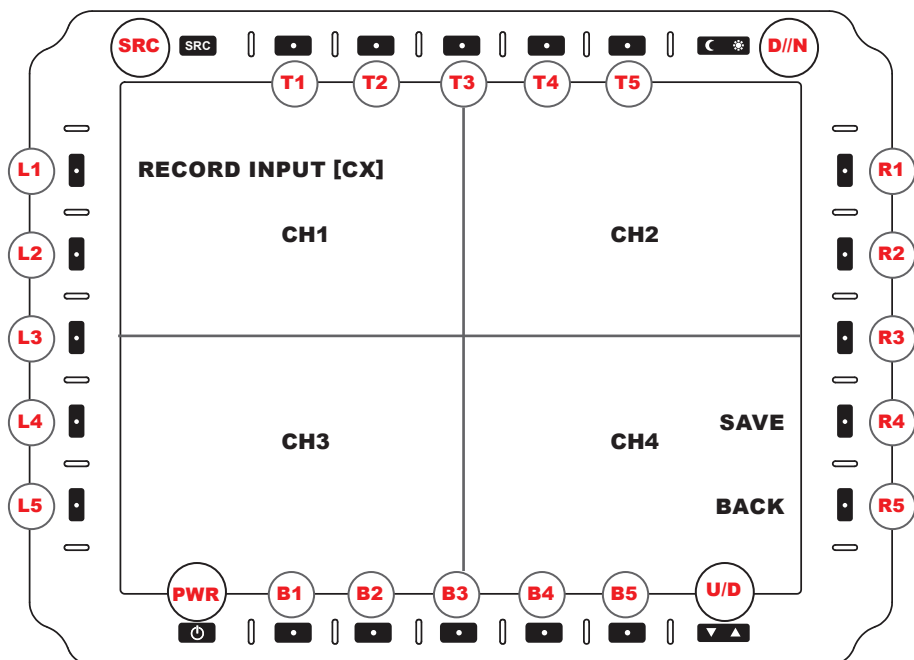 SRC SRC D//N
T1 T2 T3 T4 T5
L1 RECORD INPUT [CX] R1
L2 CH1 CH2 R2
L3 R3
L4 SAVE R4
CH3 CH4
L5 BACK R5
PWR B1 B2 B3 B4 B5 U/D